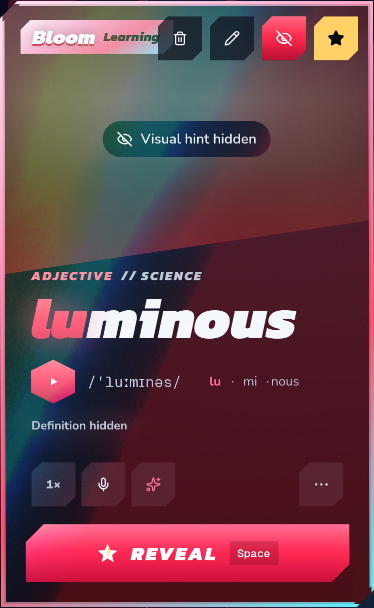 Bloom Learning
Visual hint hidden
ADJECTIVE // SCIENCE
luminous
/ˈluːmɪnəs/ lu · mi · nous
Definition hidden
1×
REVEAL Space